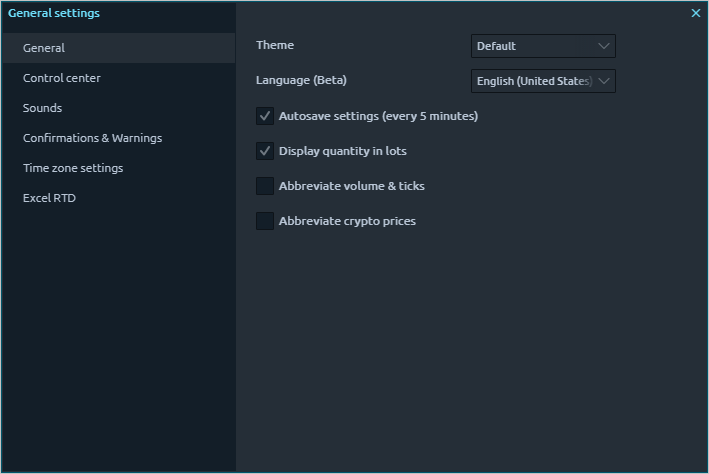 General settings
General
Control center
Sounds
Confirmations & Warnings
Time zone settings
Excel RTD
Theme
Default
Language (Beta)
English (United States)
Autosave settings (every 5 minutes)
Display quantity in lots
Abbreviate volume & ticks
Abbreviate crypto prices